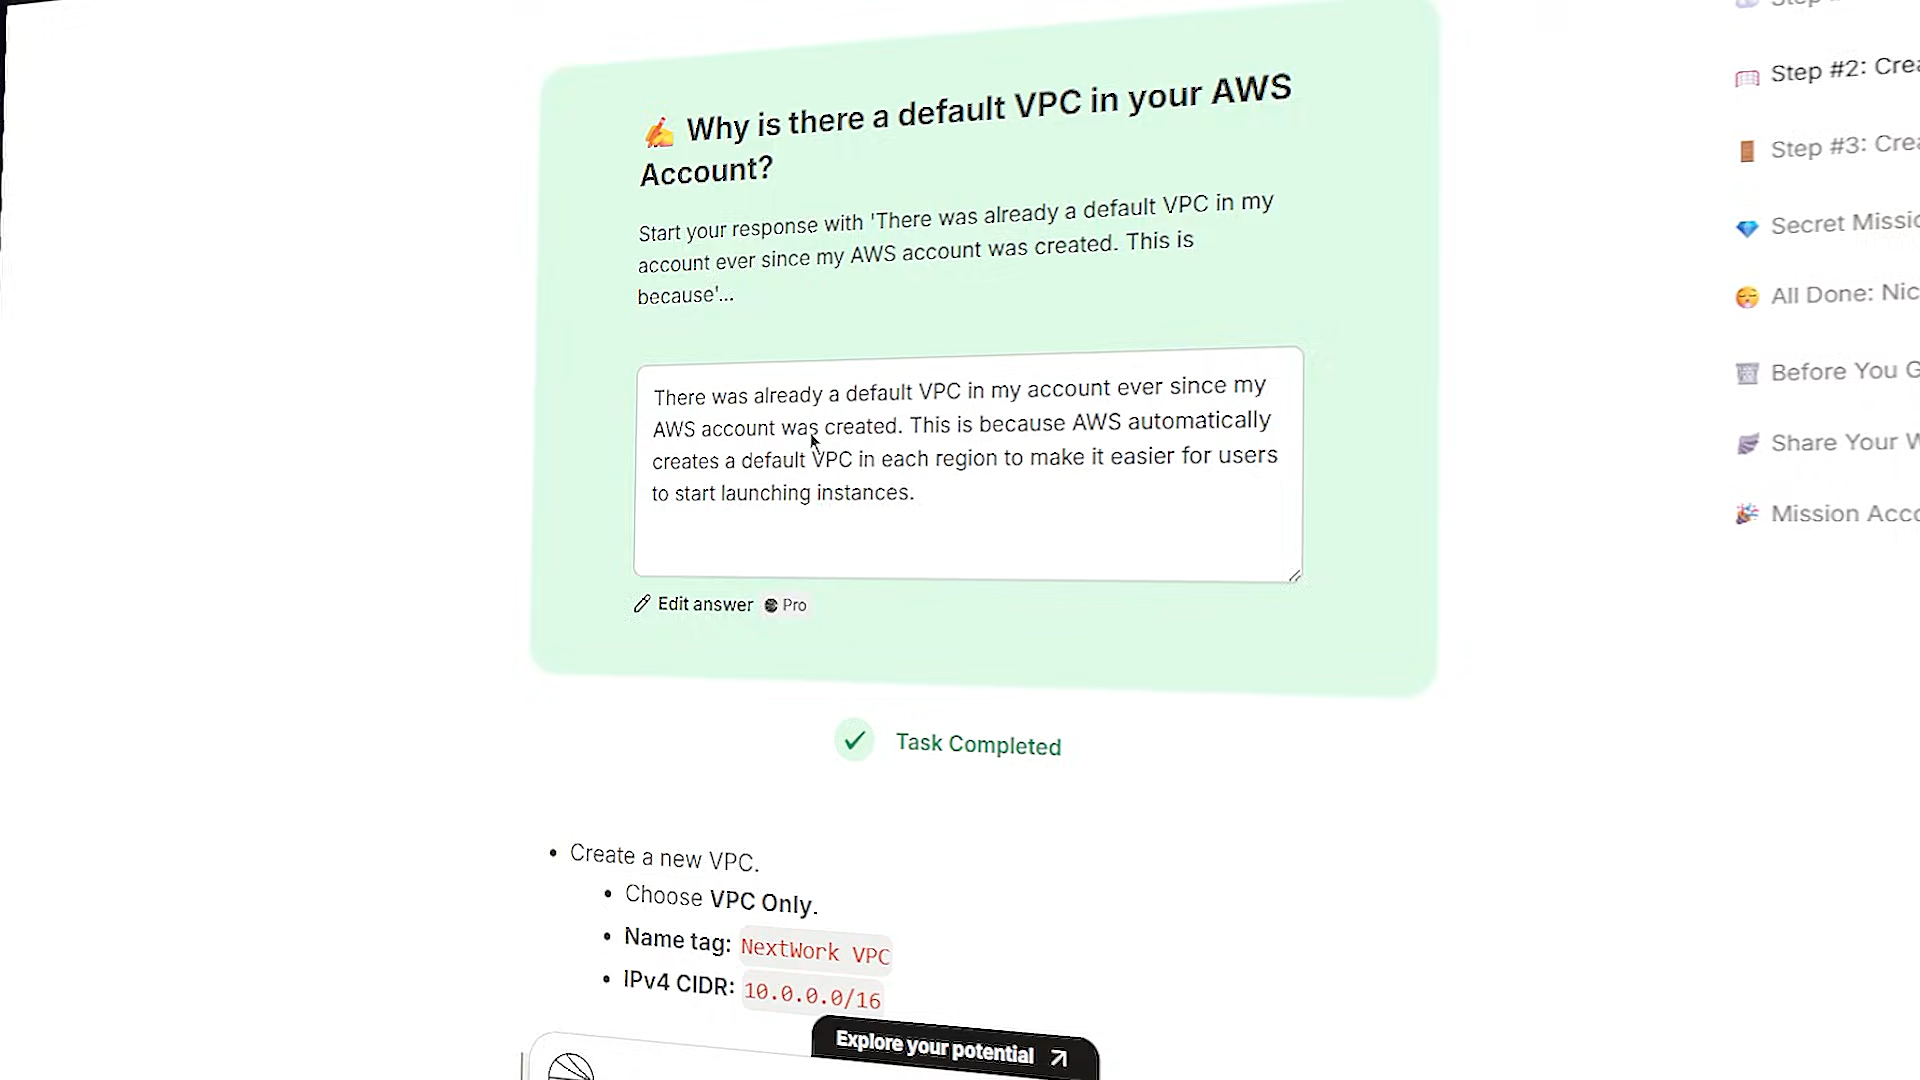 ✍️ Why is there a default VPC in your AWS
Account?
Start your response with 'There was already a default VPC in my
account ever since my AWS account was created. This is
because'...
There was already a default VPC in my account ever since my
AWS account was created. This is because AWS automatically
creates a default VPC in each region to make it easier for users
to start launching instances.
Edit answer Pro
Task Completed
• Create a new VPC.
• Choose VPC Only.
• Name tag: NextWork VPC
• IPv4 CIDR: 10.0.0.0/16
Explore your potential
Step #2: Crea
Step #3: Crea
Secret Missio
All Done: Nic
Before You G
Share Your W
Mission Acco